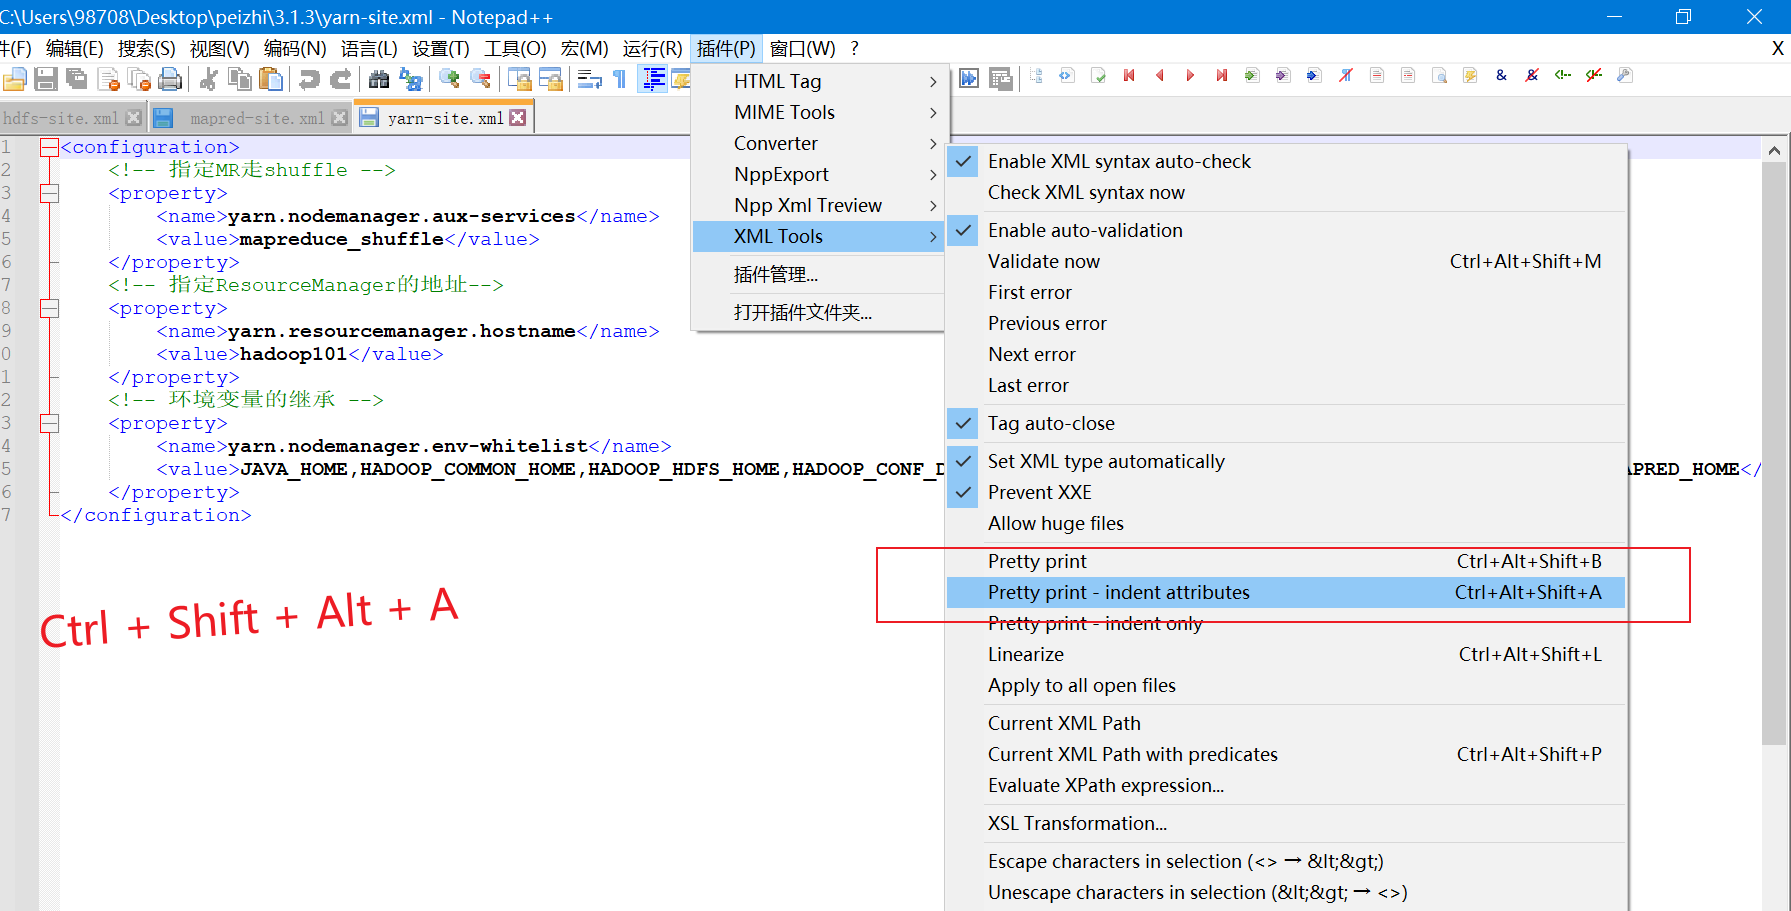 C:\Users\98708\Desktop\peizhi\3.1.3\yarn-site.xml - Notepad++
件(F) 编辑(E) 搜索(S) 视图(V) 编码(N) 语言(L) 设置(T) 工具(O) 宏(M) 运行(R) 插件(P) 窗口(W) ? X
hdfs-site.xml mapred-site.xml yarn-site.xml
1 <configuration>
2 <!-- 指定MR走shuffle -->
3 <property>
4 <name>yarn.nodemanager.aux-services</name>
5 <value>mapreduce_shuffle</value>
6 </property>
7 <!-- 指定ResourceManager的地址-->
8 <property>
9 <name>yarn.resourcemanager.hostname</name>
0 <value>hadoop101</value>
1 </property>
2 <!-- 环境变量的继承 -->
3 <property>
4 <name>yarn.nodemanager.env-whitelist</name>
5 <value>JAVA_HOME,HADOOP_COMMON_HOME,HADOOP_HDFS_HOME,HADOOP_CONF_D APRED_HOME</
6 </property>
7 </configuration>
Ctrl + Shift + Alt + A
HTML Tag
MIME Tools
Converter
NppExport
Npp Xml Treview
XML Tools
插件管理...
打开插件文件夹...
Enable XML syntax auto-check
Check XML syntax now
Enable auto-validation
Validate now Ctrl+Alt+Shift+M
First error
Previous error
Next error
Last error
Tag auto-close
Set XML type automatically
Prevent XXE
Allow huge files
Pretty print Ctrl+Alt+Shift+B
Pretty print - indent attributes Ctrl+Alt+Shift+A
Pretty print - indent only
Linearize Ctrl+Alt+Shift+L
Apply to all open files
Current XML Path
Current XML Path with predicates Ctrl+Alt+Shift+P
Evaluate XPath expression...
XSL Transformation...
Escape characters in selection (<> → &lt;&gt;)
Unescape characters in selection (&lt;&gt; → <>)